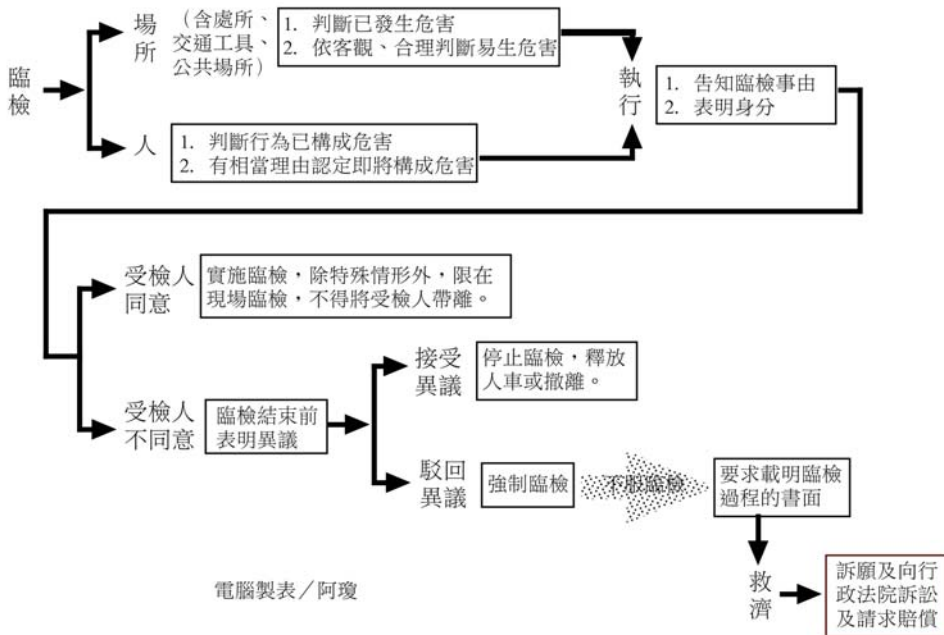 臨檢
場所
(含處所、
交通工具、
公共場所)
1. 判斷已發生危害
2. 依客觀、合理判斷易生危害
人
1. 判斷行為已構成危害
2. 有相當理由認定即將構成危害
執行
1. 告知臨檢事由
2. 表明身分
受檢人
同意
實施臨檢,除特殊情形外,限在
現場臨檢,不得將受檢人帶離。
受檢人
不同意
臨檢結束前
表明異議
接受
異議
停止臨檢,釋放
人車或撤離。
駁回
異議
強制臨檢
不服臨檢
要求載明臨檢
過程的書面
救濟
訴願及向行
政法院訴訟
及請求賠償
電腦製表/阿瓊